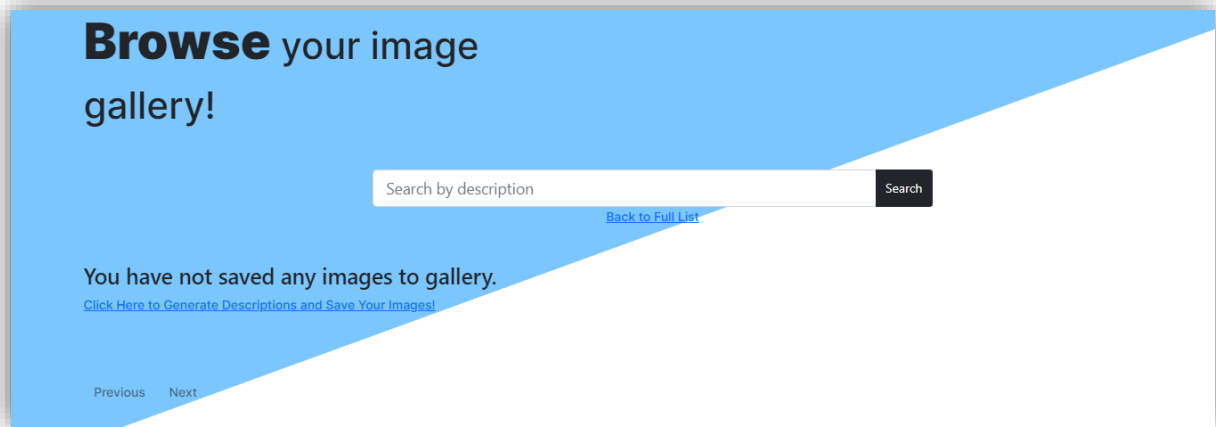 Browse your image
gallery!
Search by description
Search
Back to Full List
You have not saved any images to gallery.
Click Here to Generate Descriptions and Save Your Images!
Previous Next